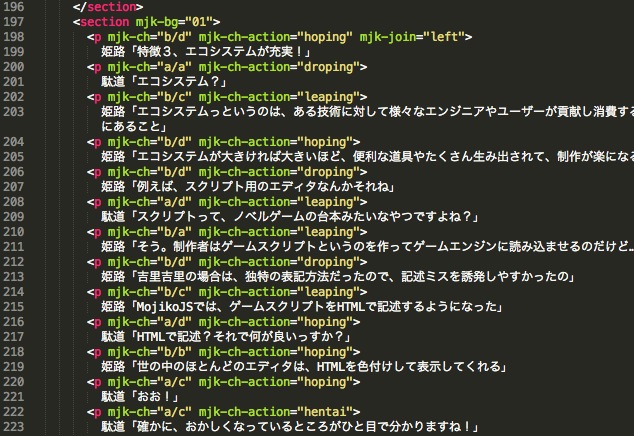 196 </section>
197 <section mjk-bg="01">
198 <p mjk-ch="b/d" mjk-ch-action="hoping" mjk-join="left">
199 姫路「特徴３、エコシステムが充実！」
200 <p mjk-ch="a/a" mjk-ch-action="droping">
201 駄道「エコシステム？」
202 <p mjk-ch="b/c" mjk-ch-action="leaping">
203 姫路「エコシステムっというのは、ある技術に対して様々なエンジニアやユーザーが貢献し消費する
にあること」
204 <p mjk-ch="b/d" mjk-ch-action="hoping">
205 姫路「エコシステムが大きければ大きいほど、便利な道具やたくさん生み出されて、制作が楽になる
206 <p mjk-ch="b/d" mjk-ch-action="droping">
207 姫路「例えば、スクリプト用のエディタなんかそれね」
208 <p mjk-ch="a/d" mjk-ch-action="leaping">
209 駄道「スクリプトって、ノベルゲームの台本みたいなやつですよね？」
210 <p mjk-ch="b/a" mjk-ch-action="leaping">
211 姫路「そう。制作者はゲームスクリプトというのを作ってゲームエンジンに読み込ませるのだけど…
212 <p mjk-ch="b/d" mjk-ch-action="droping">
213 姫路「吉里吉里の場合は、独特の表記方法だったので、記述ミスを誘発しやすかったの」
214 <p mjk-ch="b/c" mjk-ch-action="leaping">
215 姫路「MojikoJSでは、ゲームスクリプトをHTMLで記述するようになった」
216 <p mjk-ch="a/d" mjk-ch-action="hoping">
217 駄道「HTMLで記述？それで何が良いっすか？」
218 <p mjk-ch="b/b" mjk-ch-action="hoping">
219 姫路「世の中のほとんどのエディタは、HTMLを色付けして表示してくれる」
220 <p mjk-ch="a/c" mjk-ch-action="hoping">
221 駄道「おお！」
222 <p mjk-ch="a/c" mjk-ch-action="hentai">
223 駄道「確かに、おかしくなっているところがひと目で分かりますね！」